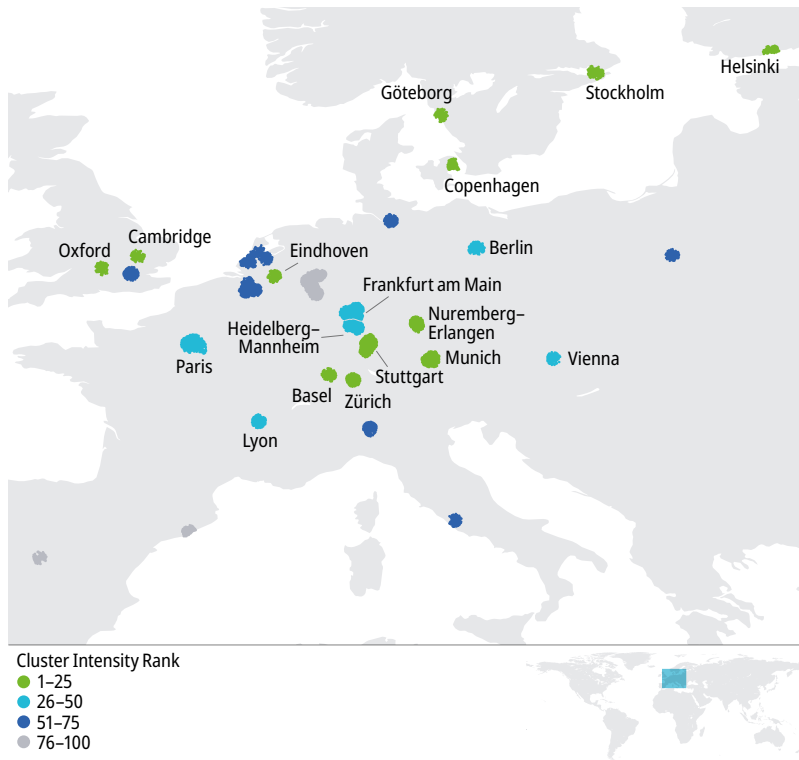 Helsinki
Stockholm
Göteborg
Copenhagen
Cambridge
Oxford
Eindhoven
Berlin
Frankfurt am Main
Nuremberg–
Erlangen
Heidelberg–
Mannheim
Munich
Vienna
Paris
Stuttgart
Basel
Zürich
Lyon
Cluster Intensity Rank
1–25
26–50
51–75
76–100